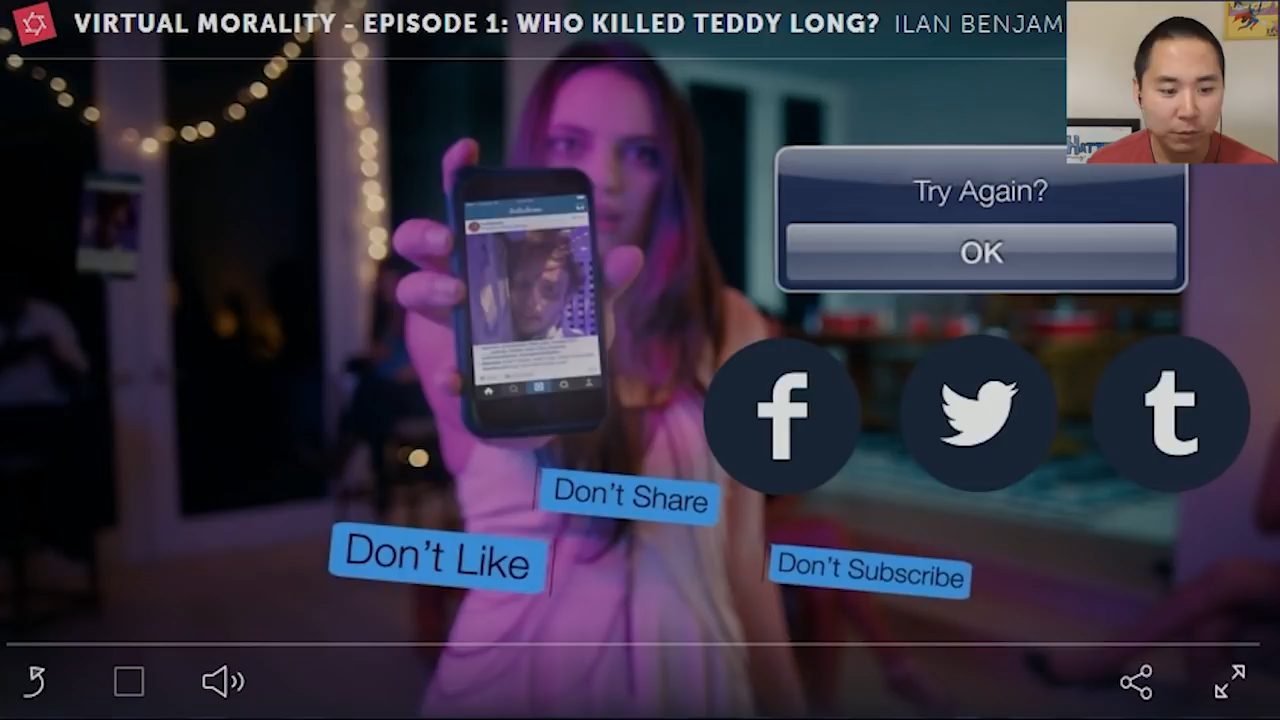 VIRTUAL MORALITY - EPISODE 1: WHO KILLED TEDDY LONG? ILAN BENJAM
Try Again?
OK
f
t
Don't Share
Don't Like
Don't Subscribe